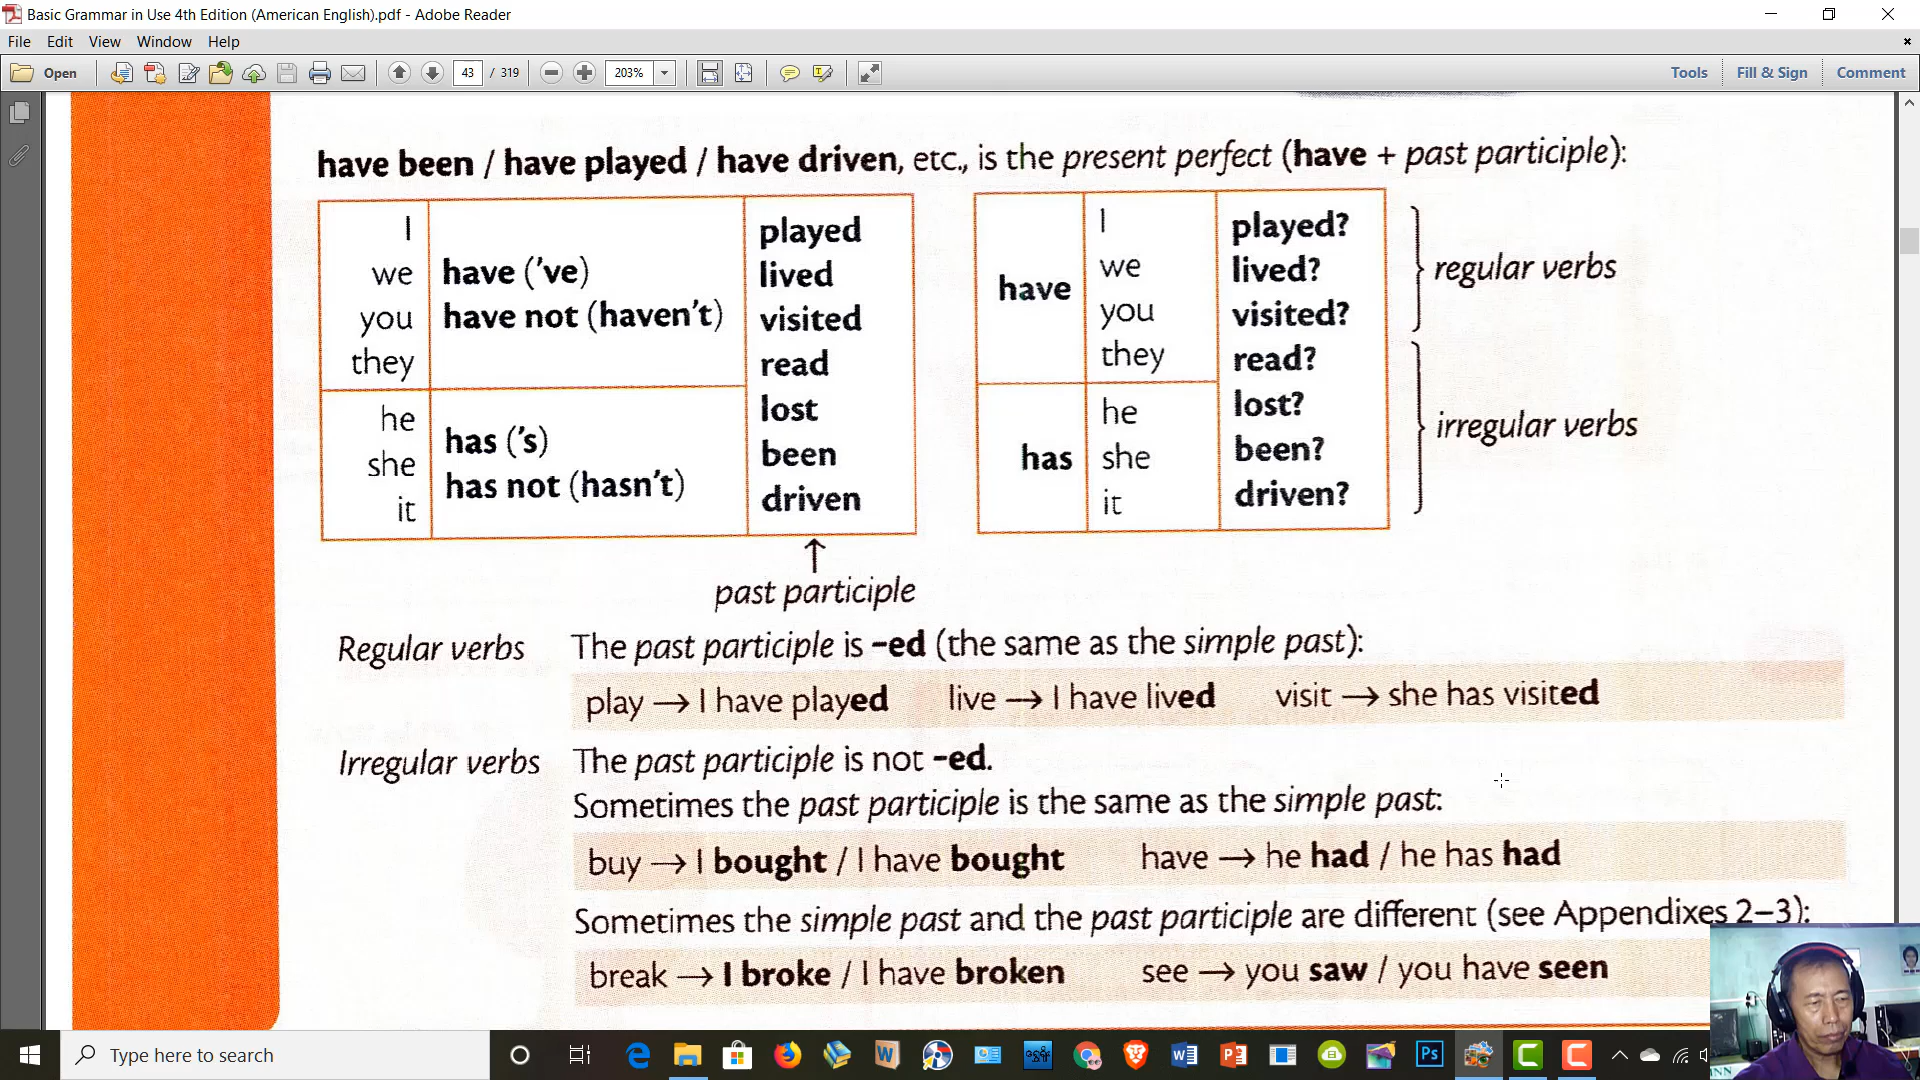 Basic Grammar in Use 4th Edition (American English).pdf - Adobe Reader
File Edit View Window Help
Open 43 / 319 203% Tools Fill & Sign Comment
have been / have played / have driven, etc., is the present perfect (have + past participle):
I
we
you
they
have ('ve)
have not (haven't)
he
she
it
has ('s)
has not (hasn't)
played
lived
visited
read
lost
been
driven
past participle
have
I
we
you
they
has
he
she
it
played?
lived?
visited?
read?
lost?
been?
driven?
regular verbs
irregular verbs
Regular verbs The past participle is -ed (the same as the simple past):
play → I have played live → I have lived visit → she has visited
Irregular verbs The past participle is not -ed.
Sometimes the past participle is the same as the simple past:
buy → I bought / I have bought have → he had / he has had
Sometimes the simple past and the past participle are different (see Appendixes 2–3):
break → I broke / I have broken see → you saw / you have seen
Type here to search